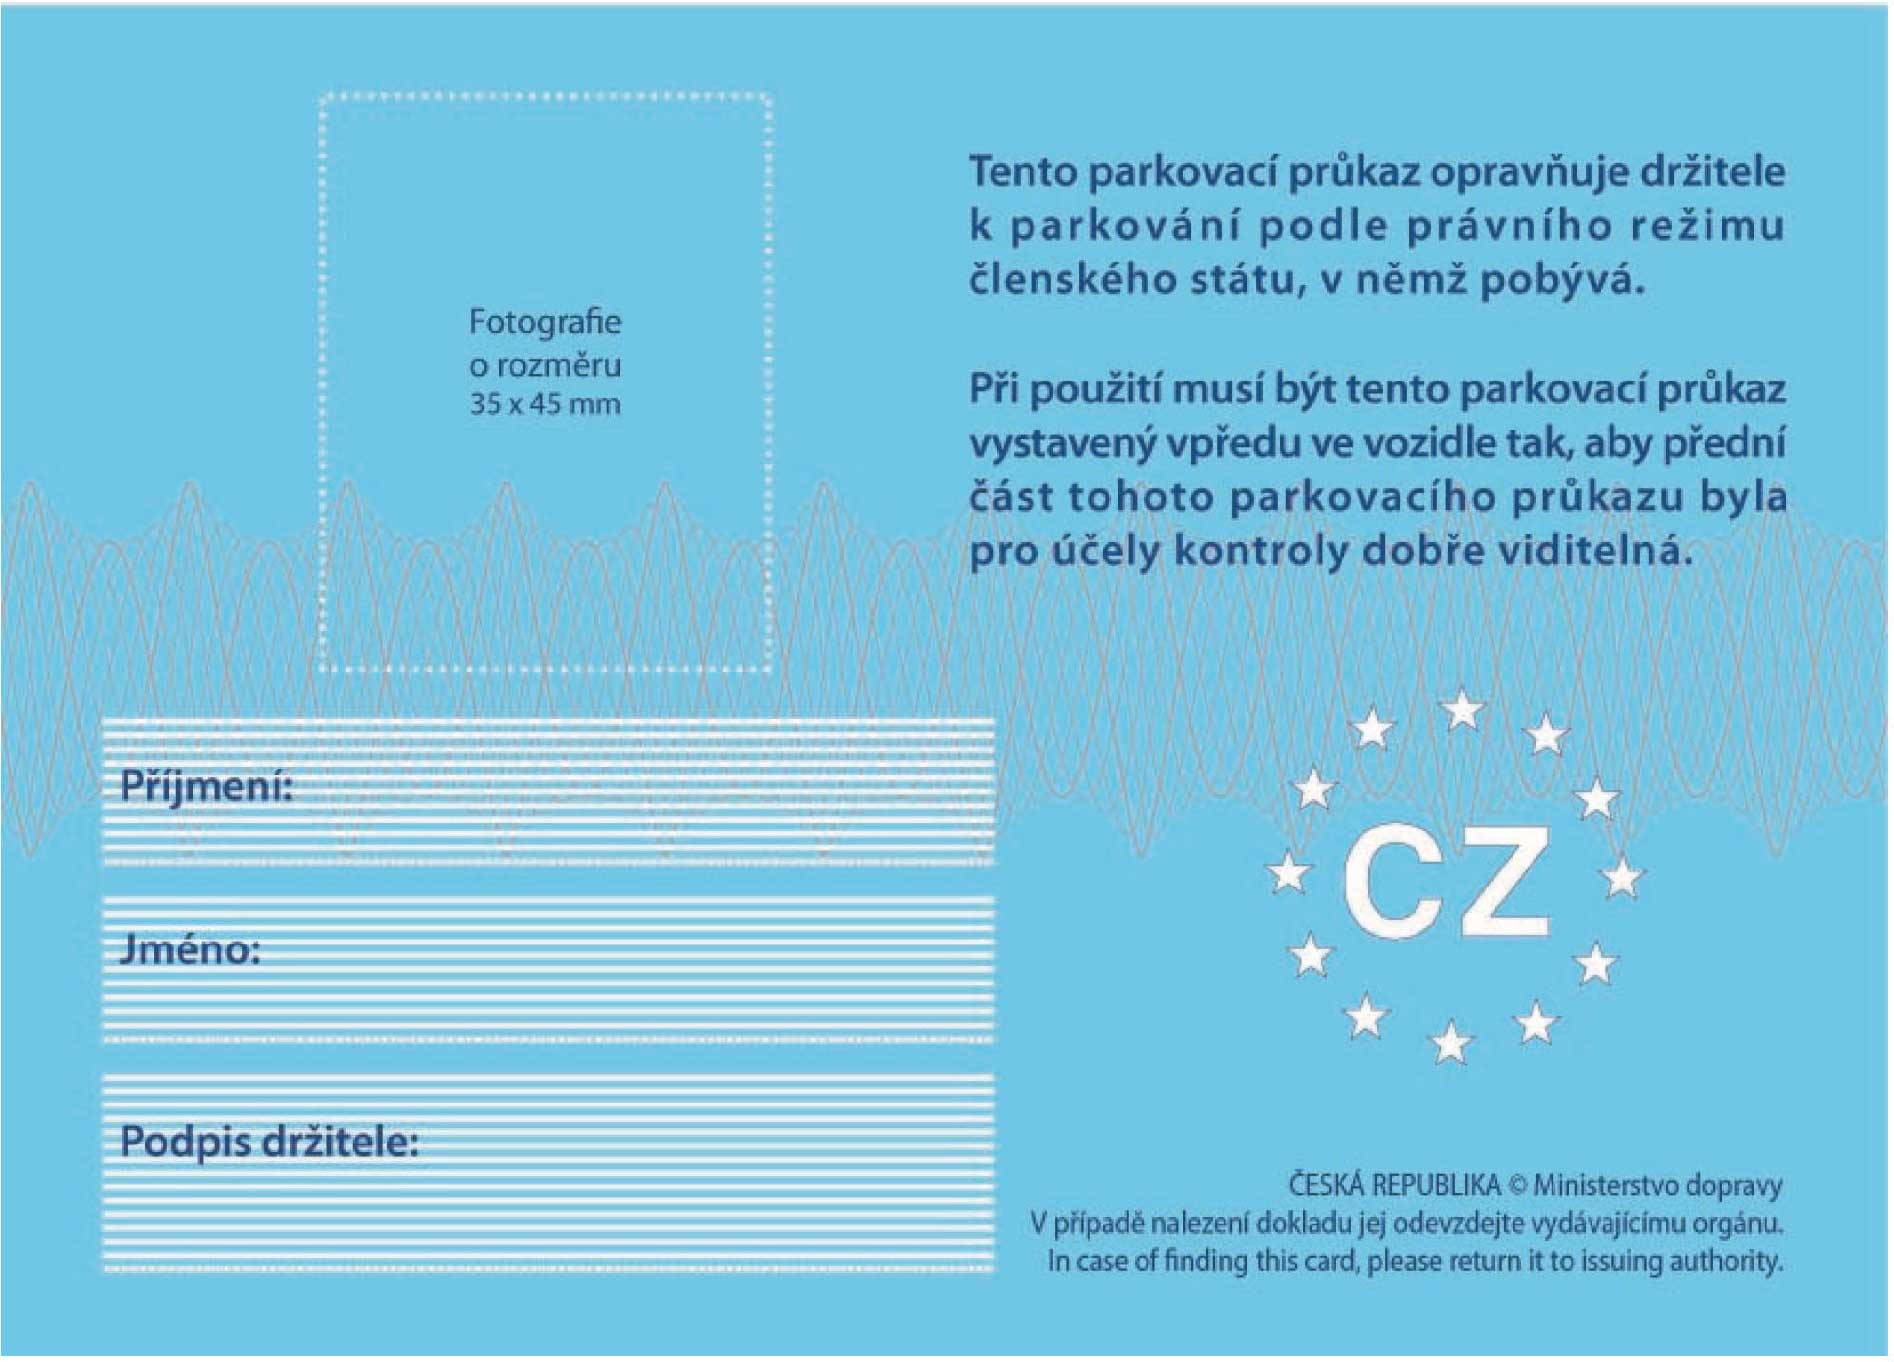 Fotografie
o rozměru
35 x 45 mm
Příjmení:
Jméno:
Podpis držitele:
Tento parkovací průkaz opravňuje držitele
k parkování podle právního režimu
členského státu, v němž pobývá.
Při použití musí být tento parkovací průkaz
vystavený vpředu ve vozidle tak, aby přední
část tohoto parkovacího průkazu byla
pro účely kontroly dobře viditelná.
CZ
ČESKÁ REPUBLIKA © Ministerstvo dopravy
V případě nalezení dokladu jej odevzdejte vydávajícímu orgánu.
In case of finding this card, please return it to issuing authority.